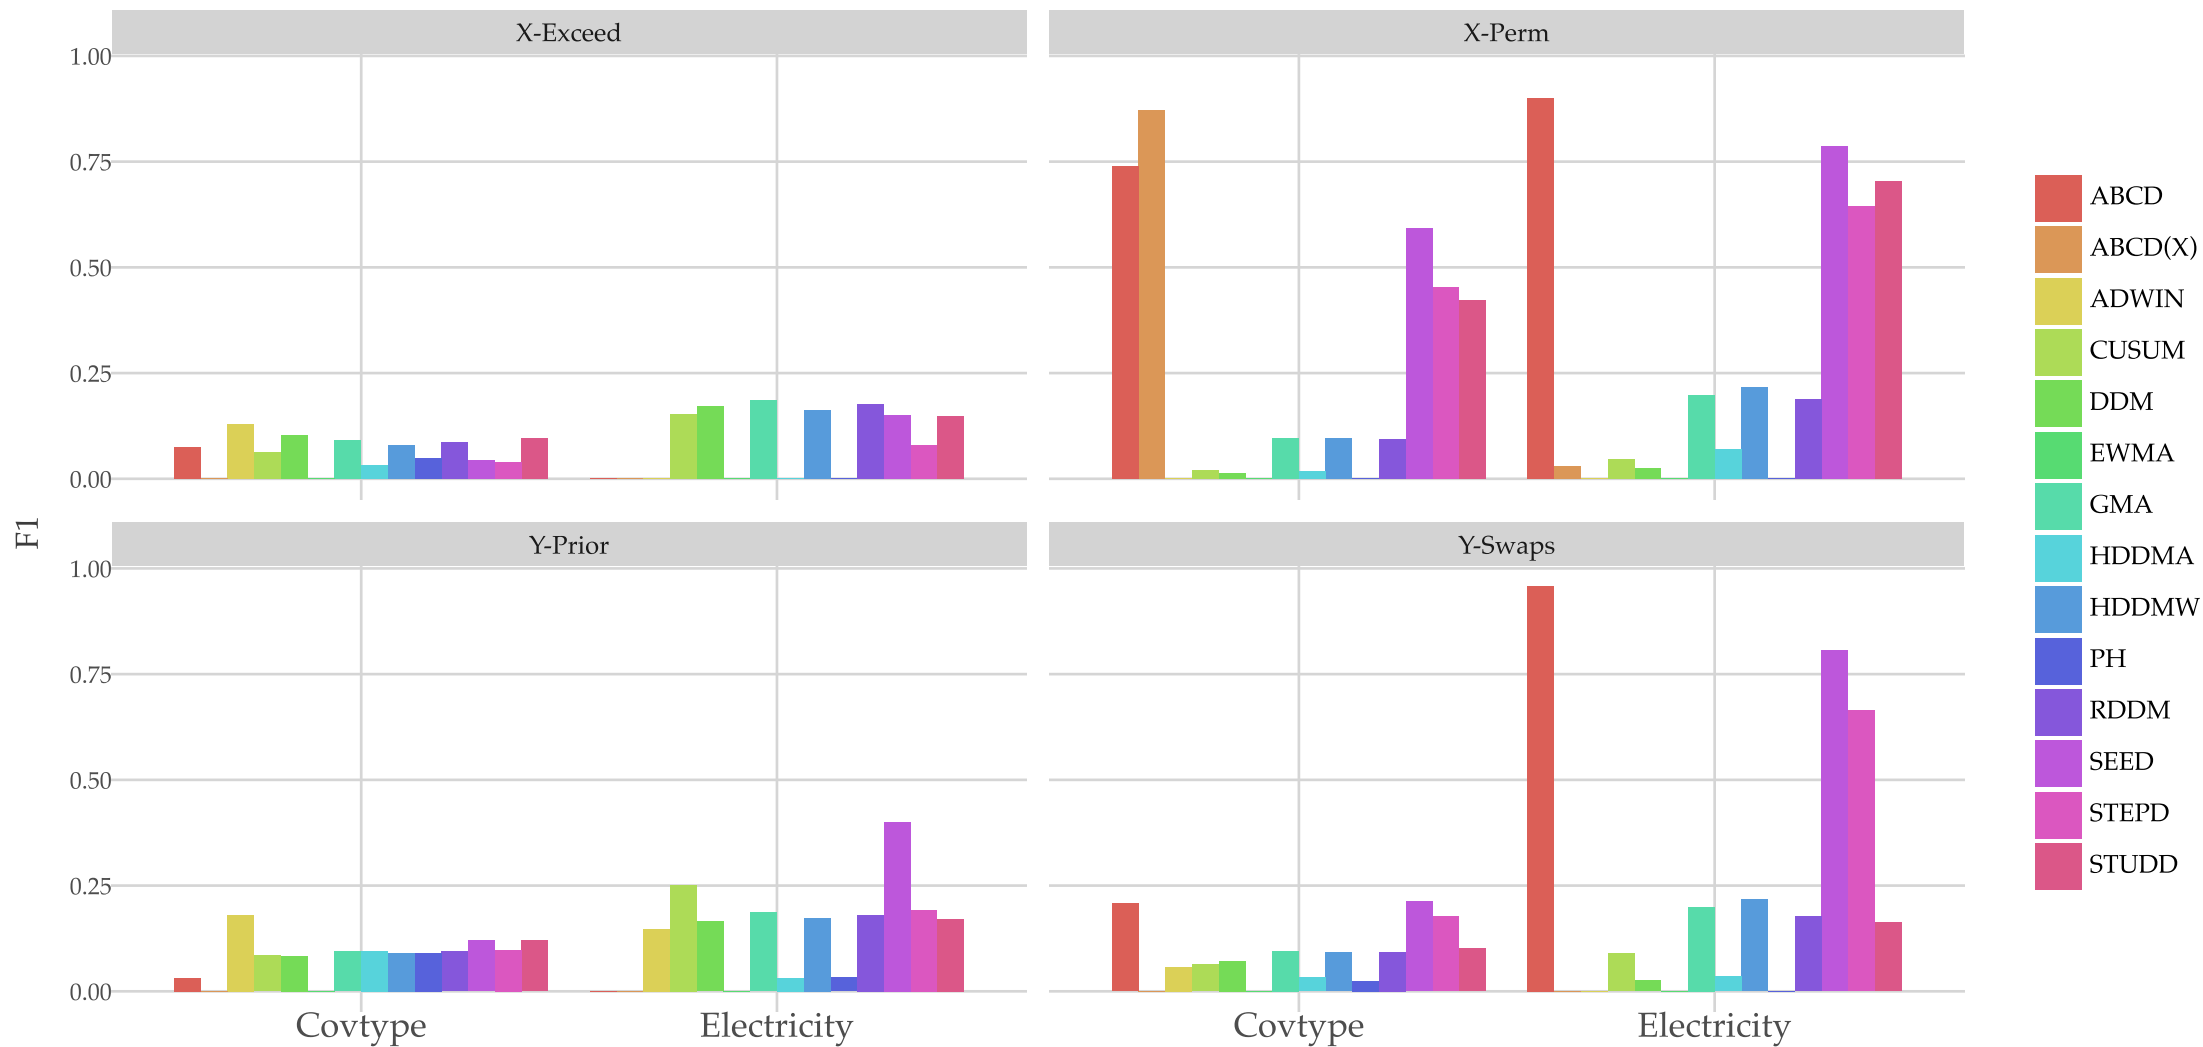 X-Exceed
X-Perm
1.00
0.75
0.50
0.25
0.00
F1
Y-Prior
Y-Swaps
1.00
0.75
0.50
0.25
0.00
Covtype
Electricity
Covtype
Electricity
ABCD
ABCD(X)
ADWIN
CUSUM
DDM
EWMA
GMA
HDDMA
HDDMW
PH
RDDM
SEED
STEPD
STUDD